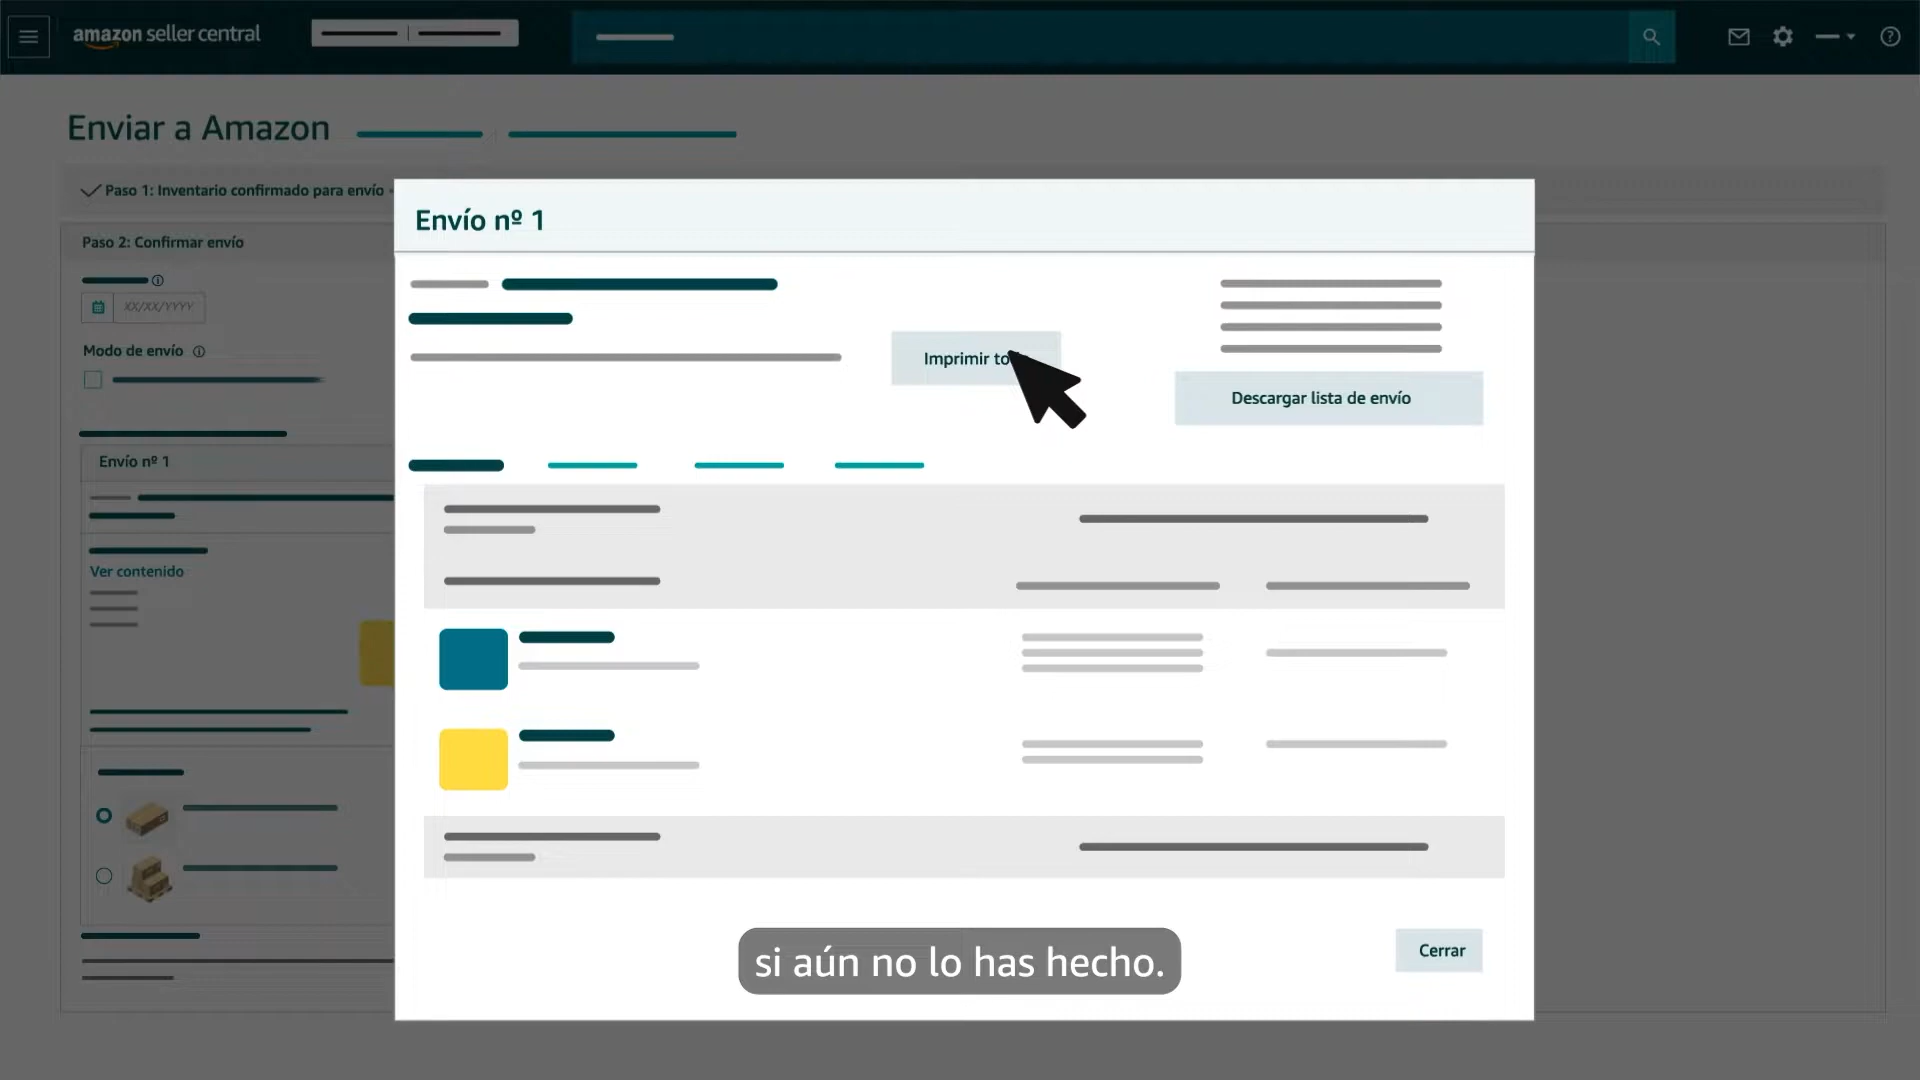 amazon seller central
Enviar a Amazon
Paso 1: Inventario confirmado para envío
Paso 2: Confirmar envío
XX/XX/YYYY
Modo de envío
Envío nº 1
Ver contenido
Envío nº 1
Imprimir
Descargar lista de envío
Cerrar
si aún no lo has hecho.